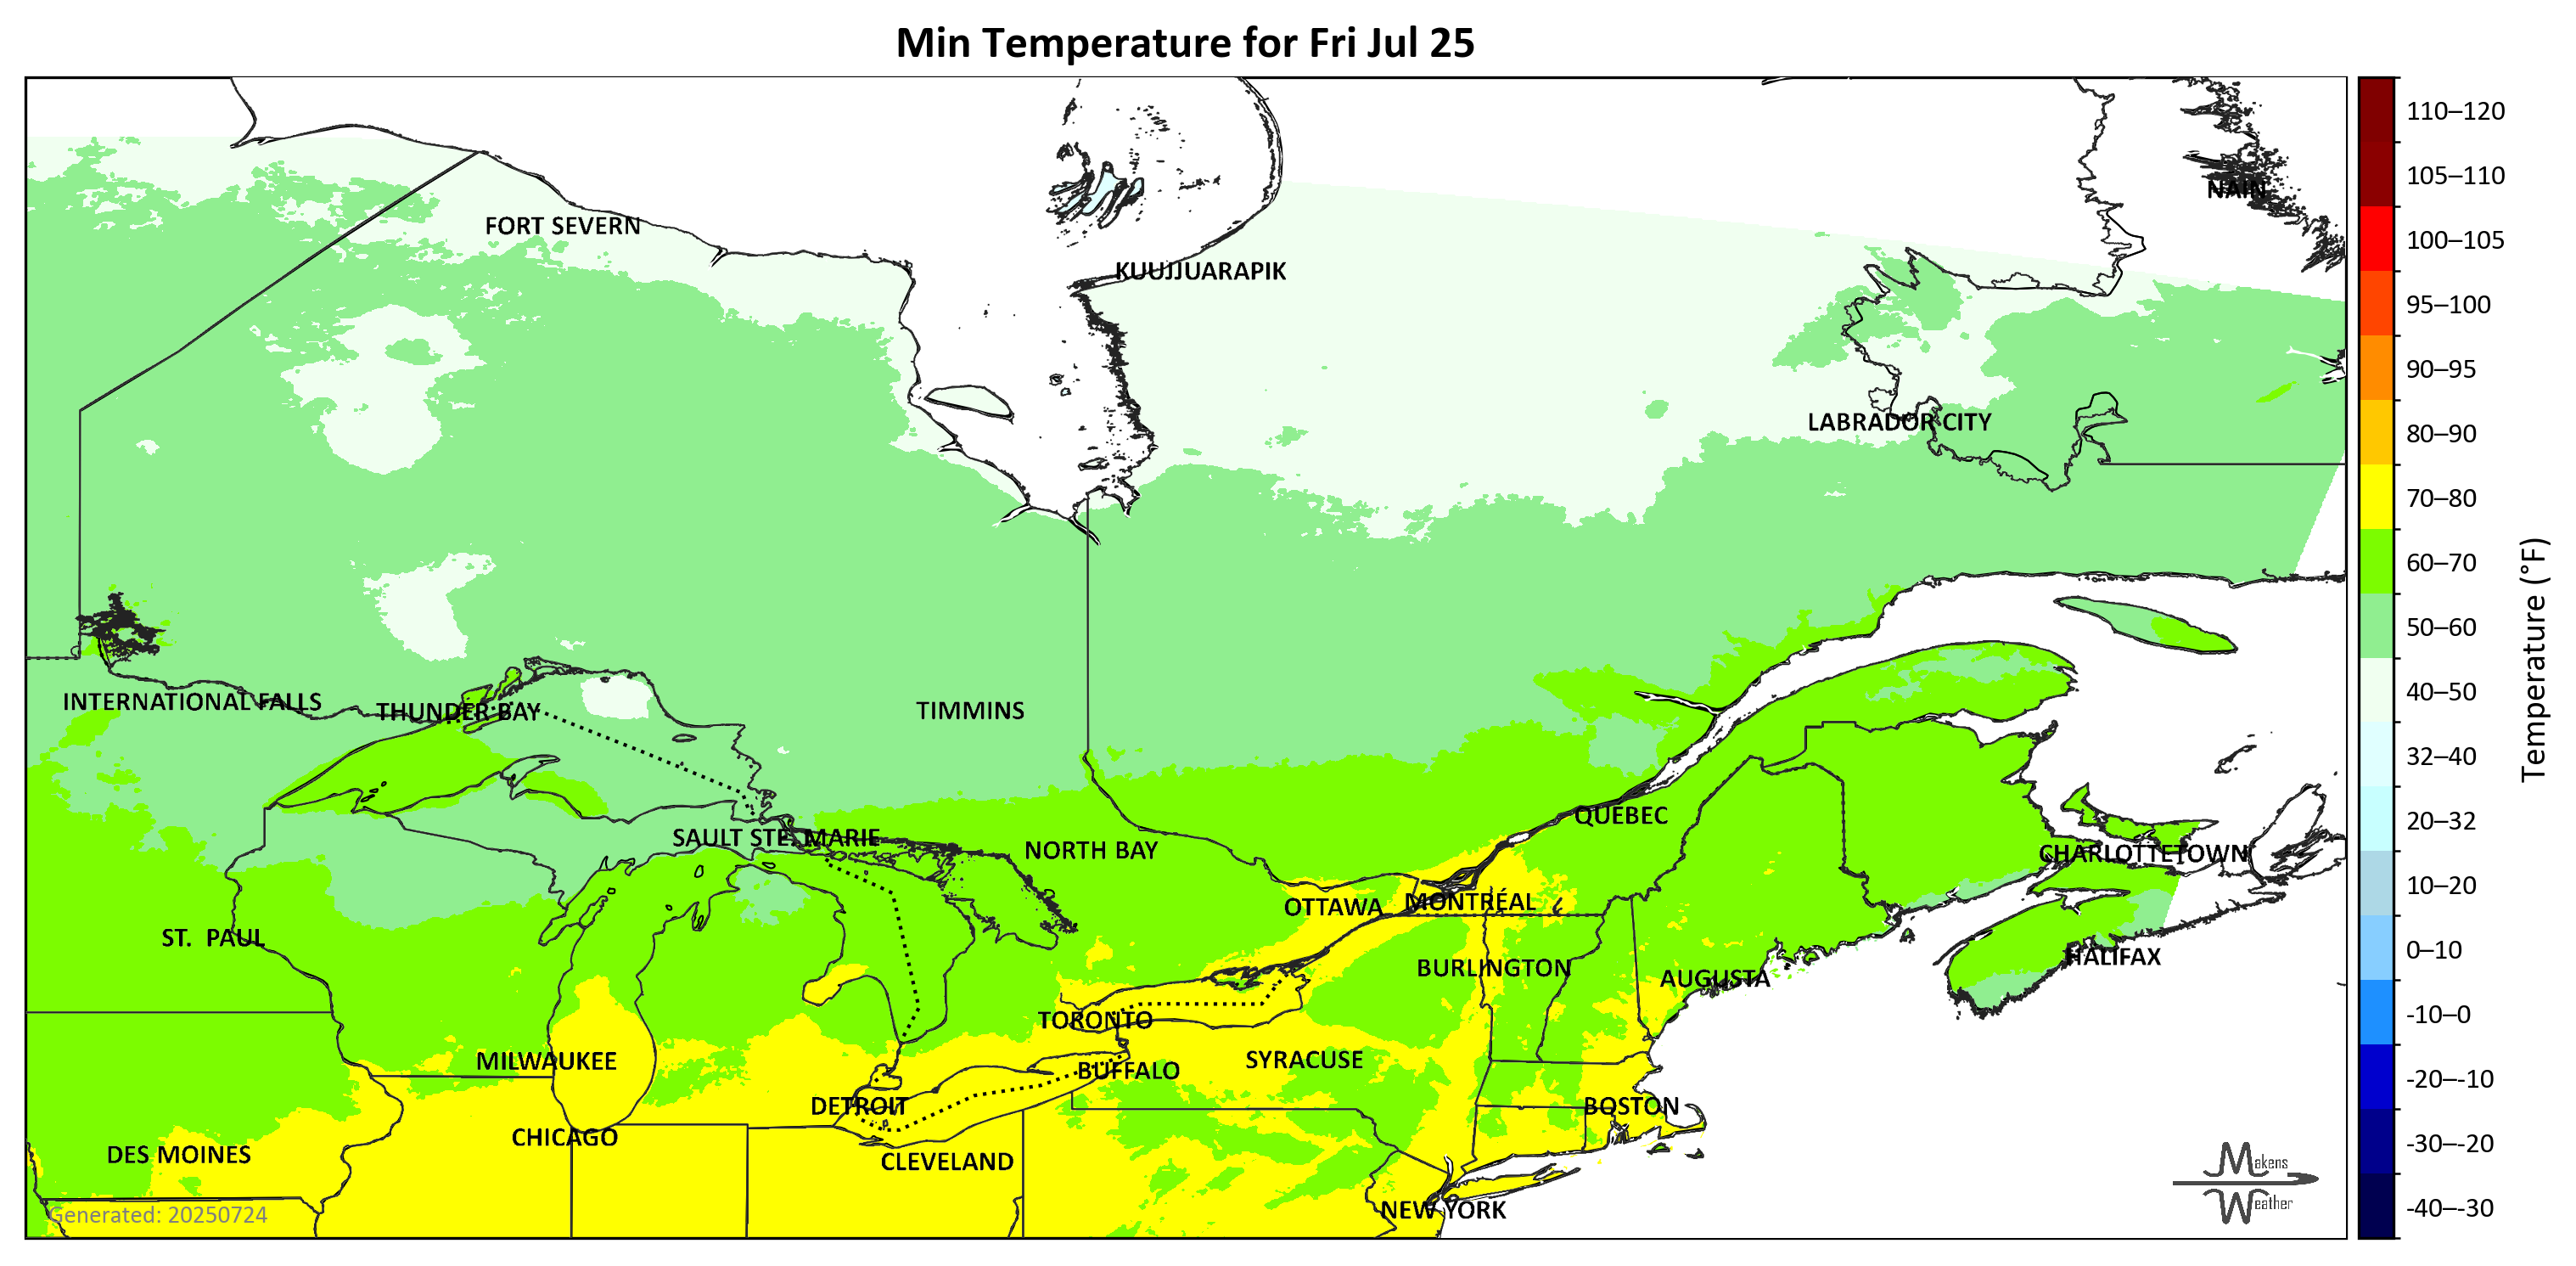 Min Temperature for Fri Jul 25
NAIN
FORT SEVERN
KUUJJUARAPIK
LABRADOR CITY
INTERNATIONAL FALLS
THUNDER BAY
TIMMINS
QUÉBEC
SAULT STE. MARIE
NORTH BAY
CHARLOTTETOWN
OTTAWA
MONTRÉAL
ST. PAUL
HALIFAX
BURLINGTON
AUGUSTA
TORONTO
MILWAUKEE
SYRACUSE
BUFFALO
DETROIT
BOSTON
CHICAGO
DES MOINES
CLEVELAND
NEW YORK
Generated: 20250724
Makens
Weather
110–120
105–110
100–105
95–100
90–95
80–90
70–80
60–70
50–60
40–50
32–40
20–32
10–20
0–10
-10–0
-20–-10
-30–-20
-40–-30
Temperature (°F)